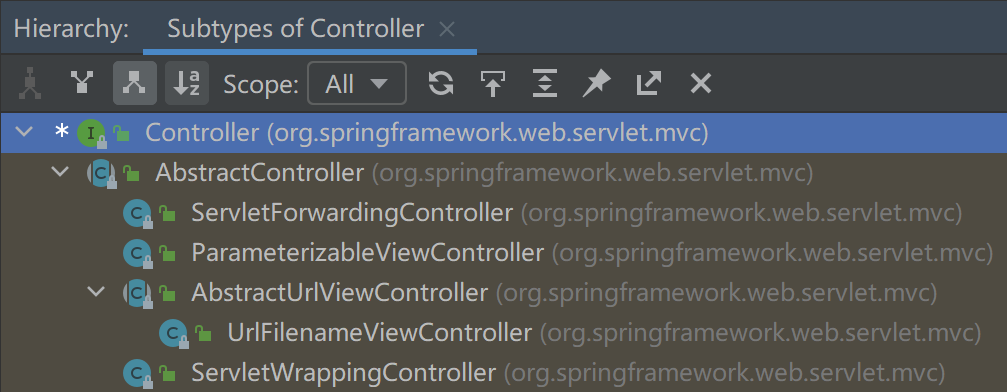 Hierarchy: Subtypes of Controller
Scope: All
* I Controller (org.springframework.web.servlet.mvc)
C AbstractController (org.springframework.web.servlet.mvc)
C ServletForwardingController (org.springframework.web.servlet.mvc)
C ParameterizableViewController (org.springframework.web.servlet.mvc)
C AbstractUrlViewController (org.springframework.web.servlet.mvc)
C UrlFilenameViewController (org.springframework.web.servlet.mvc)
C ServletWrappingController (org.springframework.web.servlet.mvc)